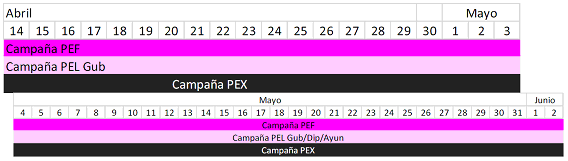 Abril Mayo
14 15 16 17 18 19 20 21 22 23 24 25 26 27 28 29 30 1 2 3
Campaña PEF
Campaña PEL Gub
Campaña PEX
Mayo Junio
4 5 6 7 8 9 10 11 12 13 14 15 16 17 18 19 20 21 22 23 24 25 26 27 28 29 30 31 1 2
Campaña PEF
Campaña PEL Gub/Dip/Ayun
Campaña PEX